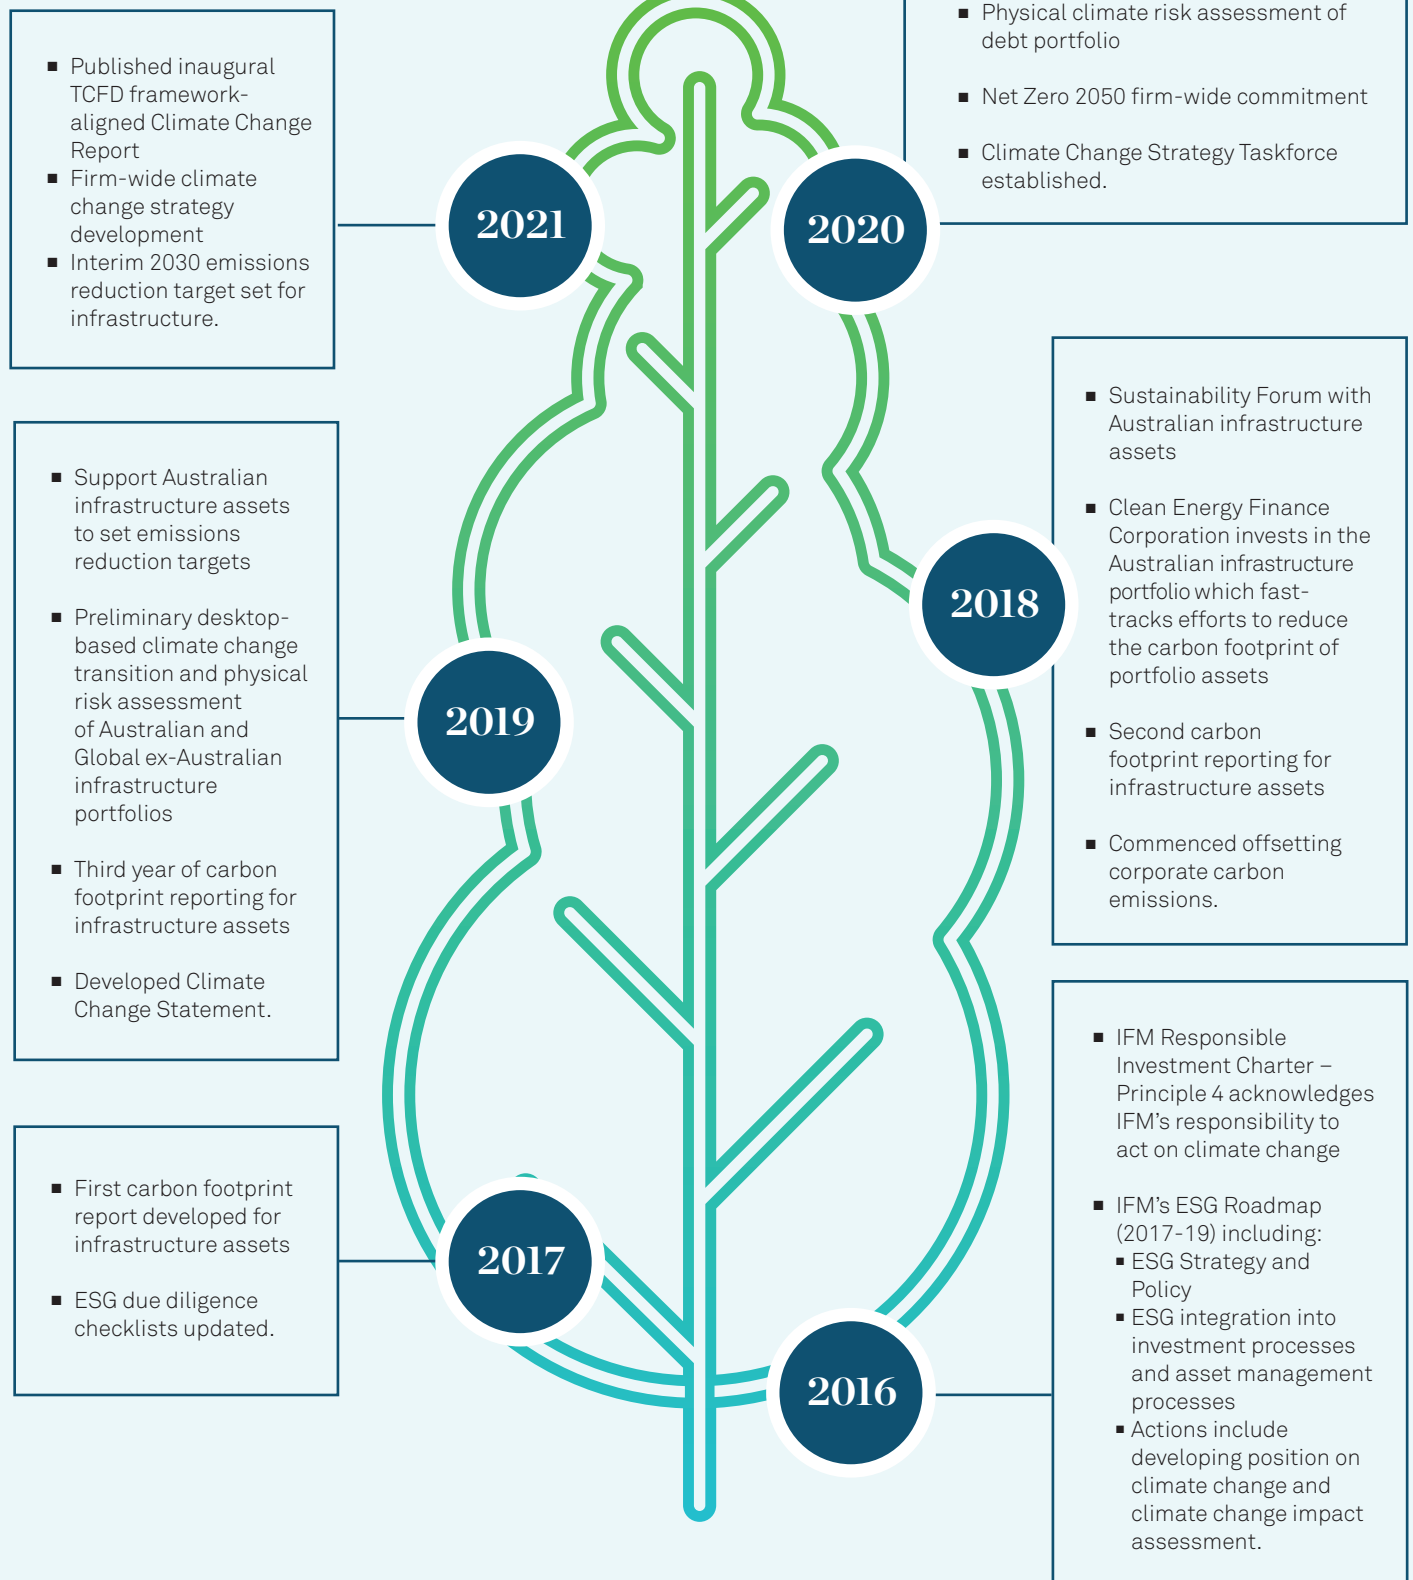 ■ Published inaugural
TCFD framework-
aligned Climate Change
Report
■ Firm-wide climate
change strategy
development
■ Interim 2030 emissions
reduction target set for
infrastructure.
2021
■ Physical climate risk assessment of
debt portfolio
■ Net Zero 2050 firm-wide commitment
■ Climate Change Strategy Taskforce
established.
2020
■ Support Australian
infrastructure assets
to set emissions
reduction targets
■ Preliminary desktop-
based climate change
transition and physical
risk assessment
of Australian and
Global ex-Australian
infrastructure
portfolios
■ Third year of carbon
footprint reporting for
infrastructure assets
■ Developed Climate
Change Statement.
2019
■ Sustainability Forum with
Australian infrastructure
assets
■ Clean Energy Finance
Corporation invests in the
Australian infrastructure
portfolio which fast-
tracks efforts to reduce
the carbon footprint of
portfolio assets
■ Second carbon
footprint reporting for
infrastructure assets
■ Commenced offsetting
corporate carbon
emissions.
2018
■ First carbon footprint
report developed for
infrastructure assets
■ ESG due diligence
checklists updated.
2017
■ IFM Responsible
Investment Charter –
Principle 4 acknowledges
IFM’s responsibility to
act on climate change
■ IFM’s ESG Roadmap
(2017-19) including:
■ ESG Strategy and
Policy
■ ESG integration into
investment processes
and asset management
processes
■ Actions include
developing position on
climate change and
climate change impact
assessment.
2016